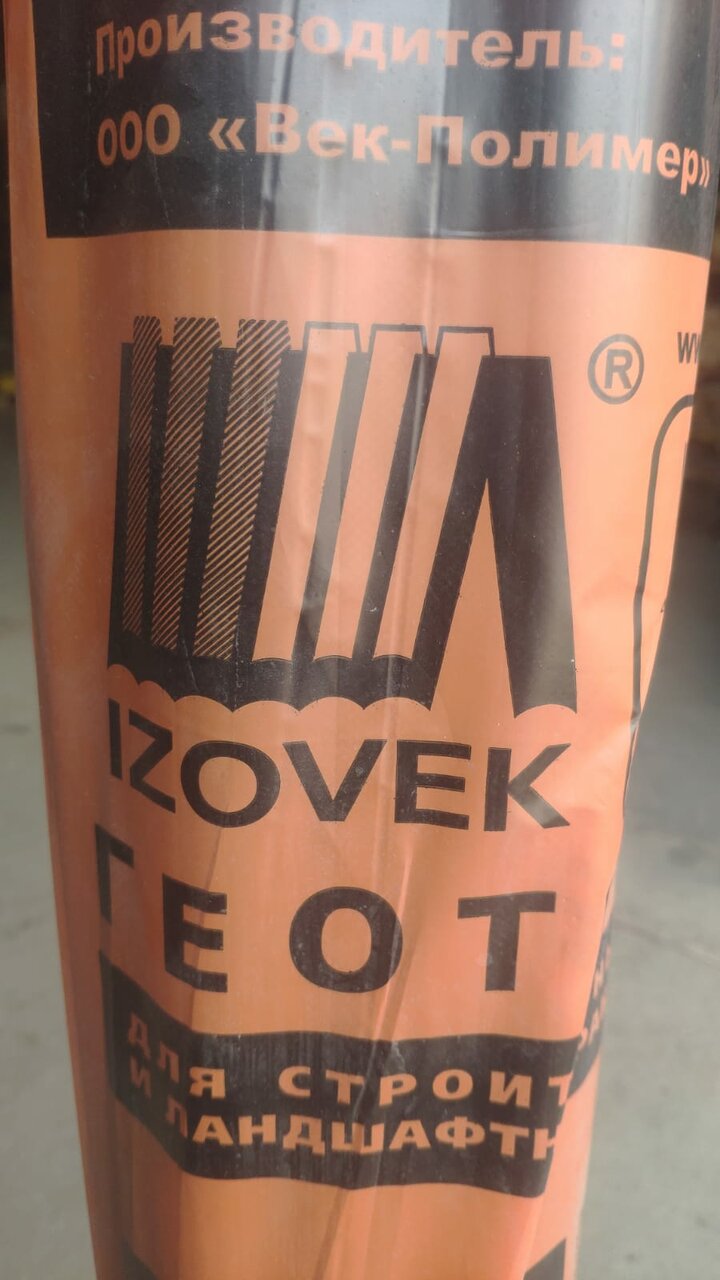 Производитель:
ООО «Век-Полимер»
®
IZOVEK
ГЕОТ
ДЛЯ СТРОИТ
И ЛАНДШАФТН